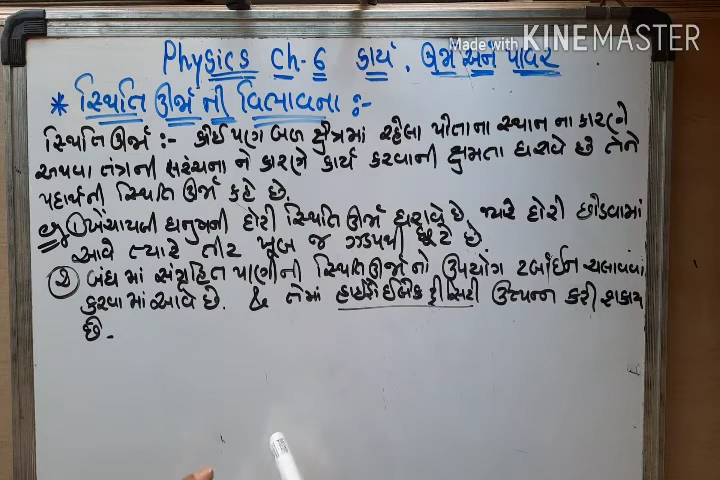 Made with KINEMASTER
Physics Ch-6 કાર્ય, ઊર્જા અને પાવર
* સ્થિતિ ઊર્જા ની વિભાવના :-
સ્થિતિ ઊર્જા :- કોઈ પણ બળ ક્ષેત્રમાં રહેલા પોતાના સ્થાન ના કારણે
અથવા તંત્રની સંરચના ને કારણે કાર્ય કરવાની ક્ષમતા ધરાવે છે તેને
પદાર્થની સ્થિતિ ઊર્જા કહે છે.
ખેંચાયેલી ધનુષની દોરી સ્થિતિ ઊર્જા ધરાવે છે જ્યારે દોરી છોડવામાં
આવે ત્યારે તીર ખૂબ જ ઝડપથી છૂટે છે
2) બંધ માં સંગ્રહિત પાણીની સ્થિતિઊર્જા નો ઉપયોગ ટર્બાઈન ચલાવવા
કરવા માં આવે છે. & તેમાં હાઈડ્રોઈલેક્ટ્રીસિટી ઉત્પન્ન કરી શકાય
છે.